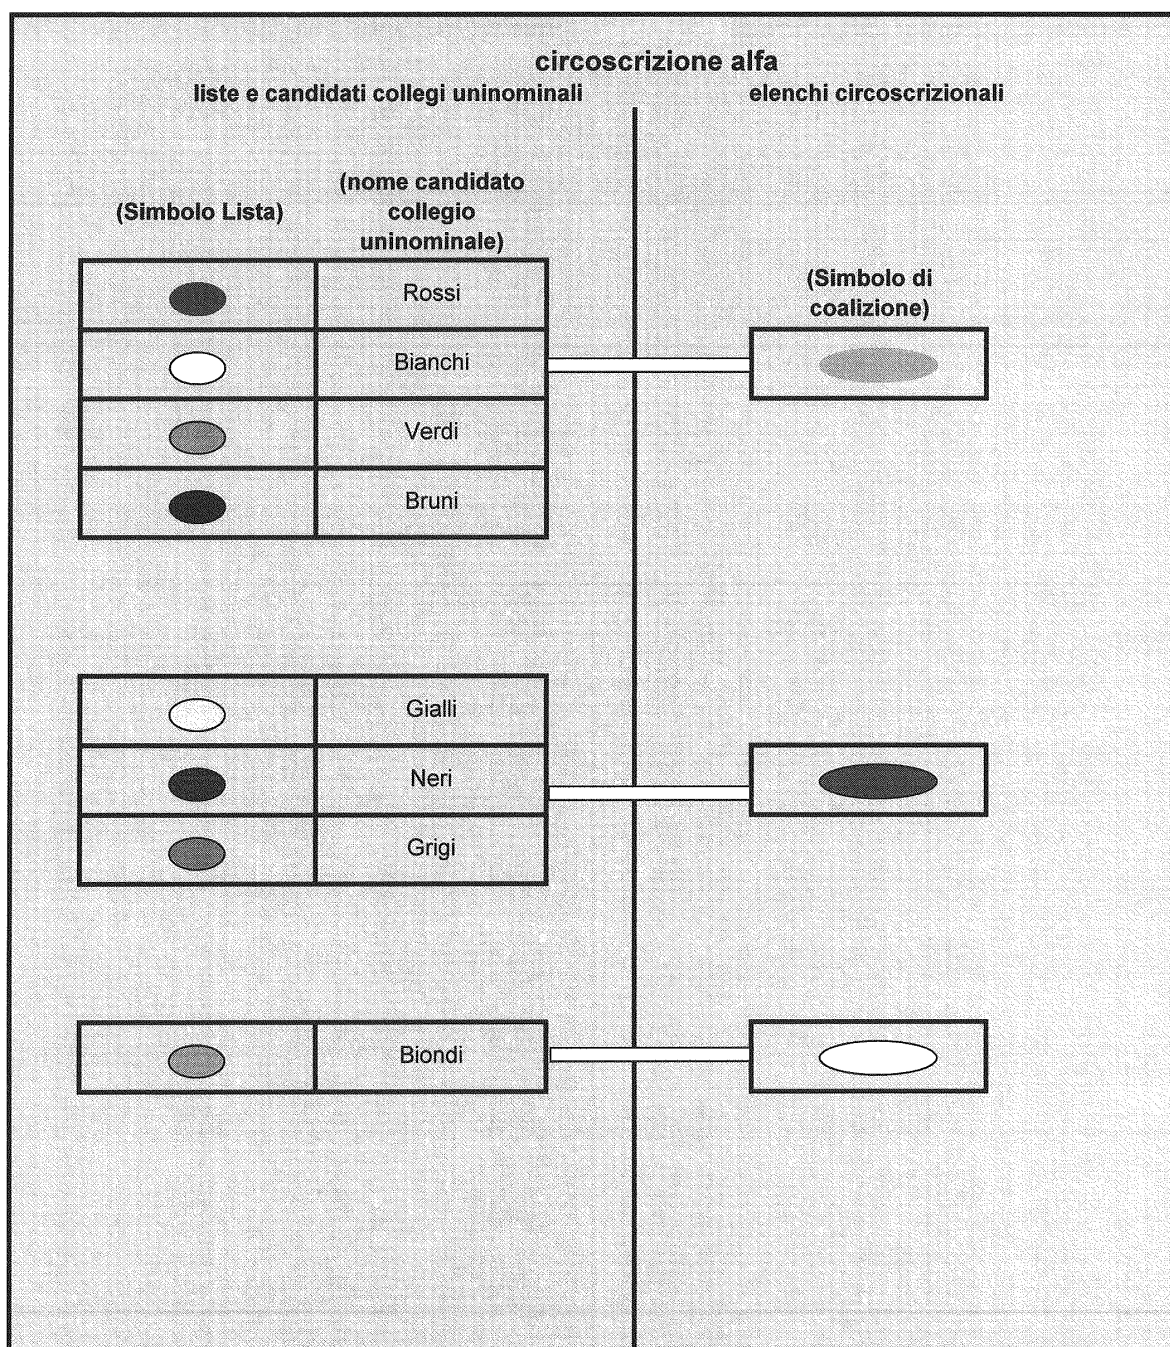 circoscrizione alfa
liste e candidati collegi uninominali
elenchi circoscrizionali
(Simbolo Lista)
(nome candidato
collegio
uninominale)
(Simbolo di
coalizione)
Rossi
Bianchi
Verdi
Bruni
Gialli
Neri
Grigi
Biondi